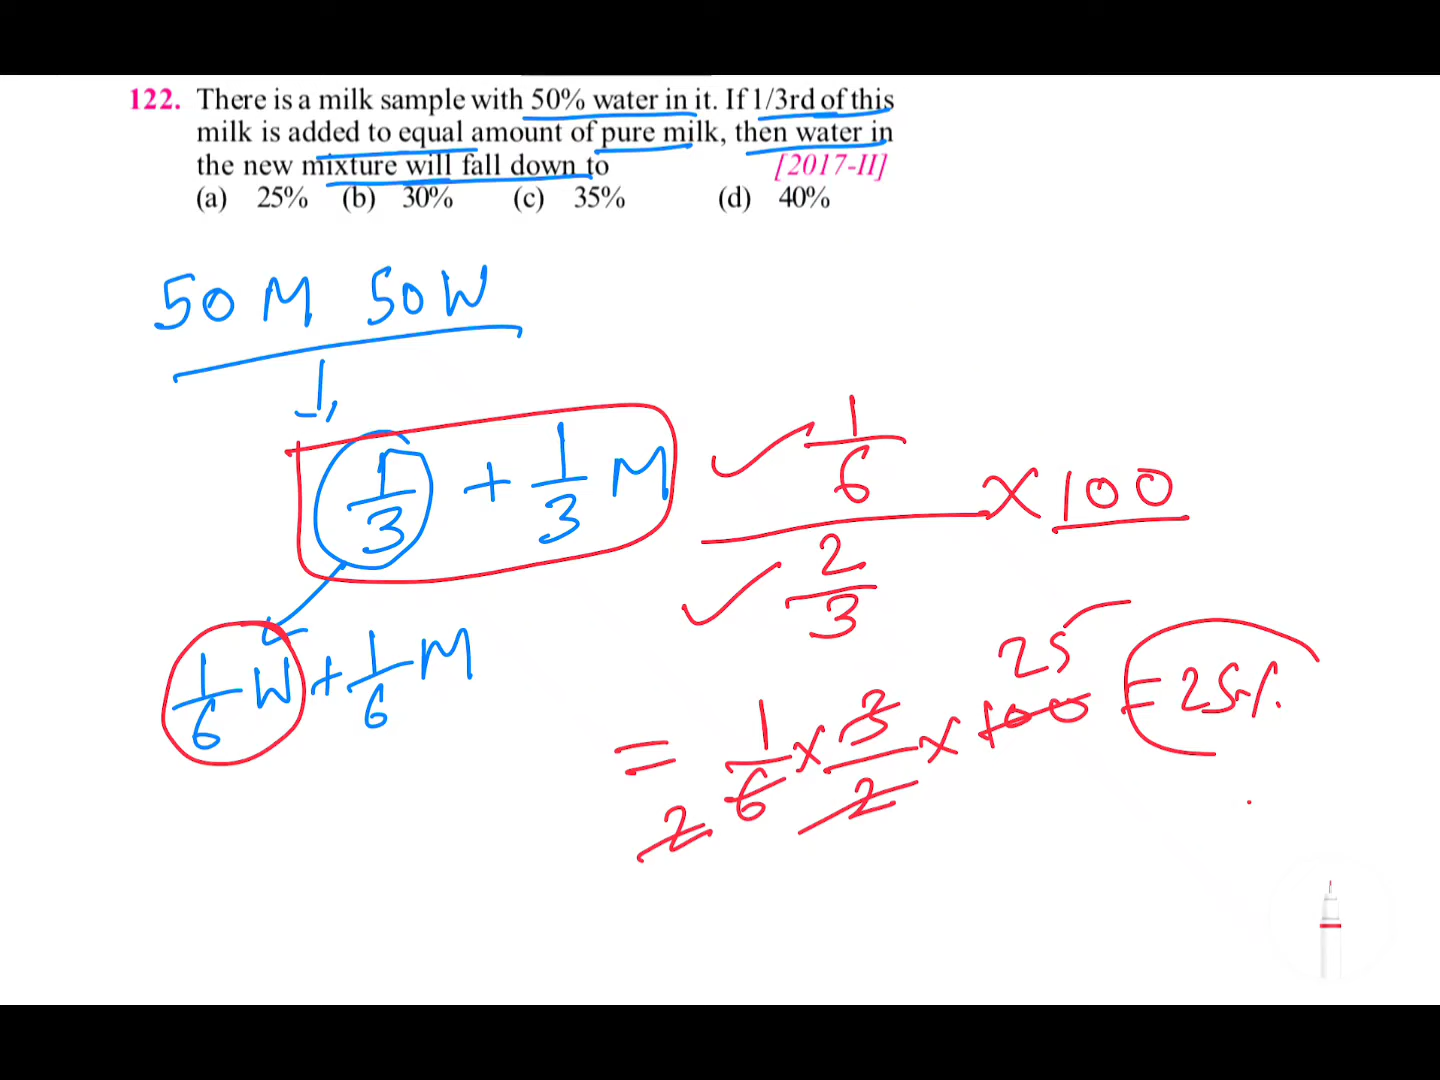 122. There is a milk sample with 50% water in it. If 1/3rd of this
milk is added to equal amount of pure milk, then water in
the new mixture will fall down to [2017-II]
(a) 25% (b) 30% (c) 35% (d) 40%
50 M 50 W
1
1/3 + 1/3 M
1/6 W + 1/6 M
1/6
2/3
× 100
= 1/6 × 3/2 × 100 = 25%
2
25